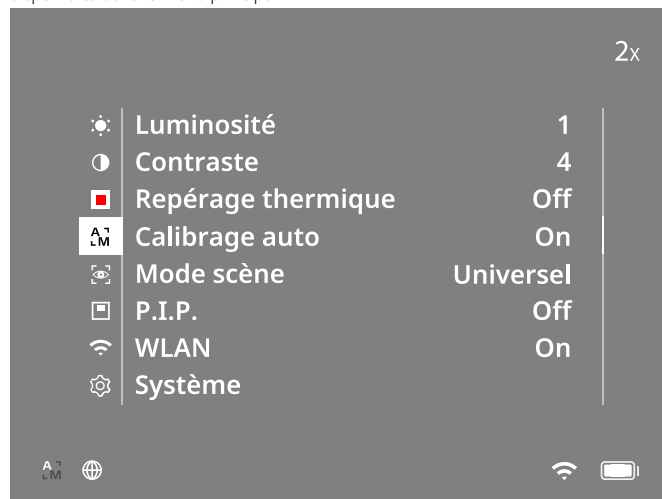 2x
Luminosité 1
Contraste 4
Repérage thermique Off
A M Calibrage auto On
Mode scène Universel
P.I.P. Off
WLAN On
Système
A M